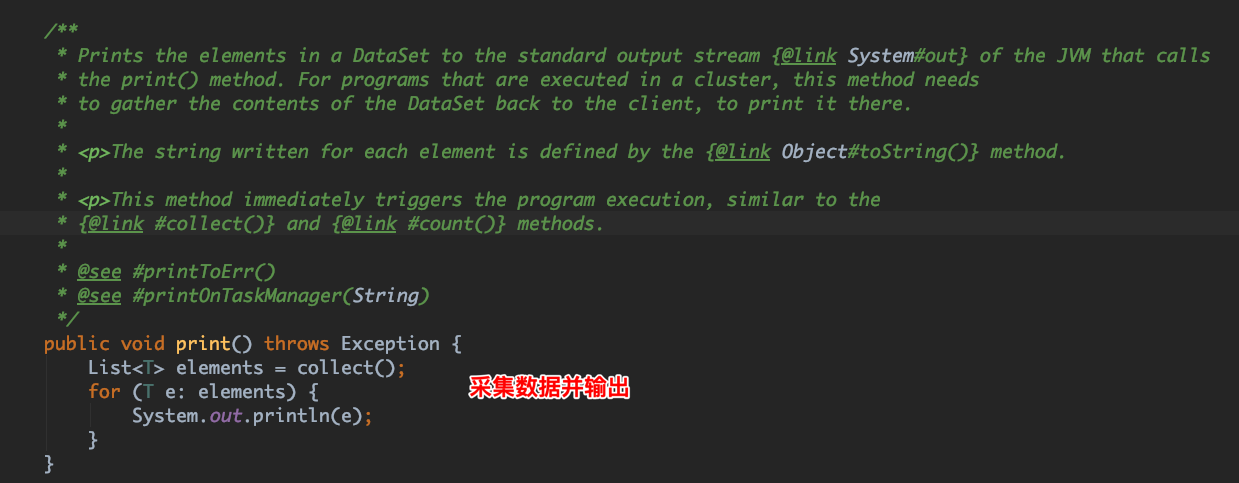 /**
* Prints the elements in a DataSet to the standard output stream {@link System#out} of the JVM that calls
* the print() method. For programs that are executed in a cluster, this method needs
* to gather the contents of the DataSet back to the client, to print it there.
*
* <p>The string written for each element is defined by the {@link Object#toString()} method.
*
* <p>This method immediately triggers the program execution, similar to the
* {@link #collect()} and {@link #count()} methods.
*
* @see #printToErr()
* @see #printOnTaskManager(String)
*/
public void print() throws Exception {
List<T> elements = collect();
采集数据并输出
for (T e: elements) {
System.out.println(e);
}
}